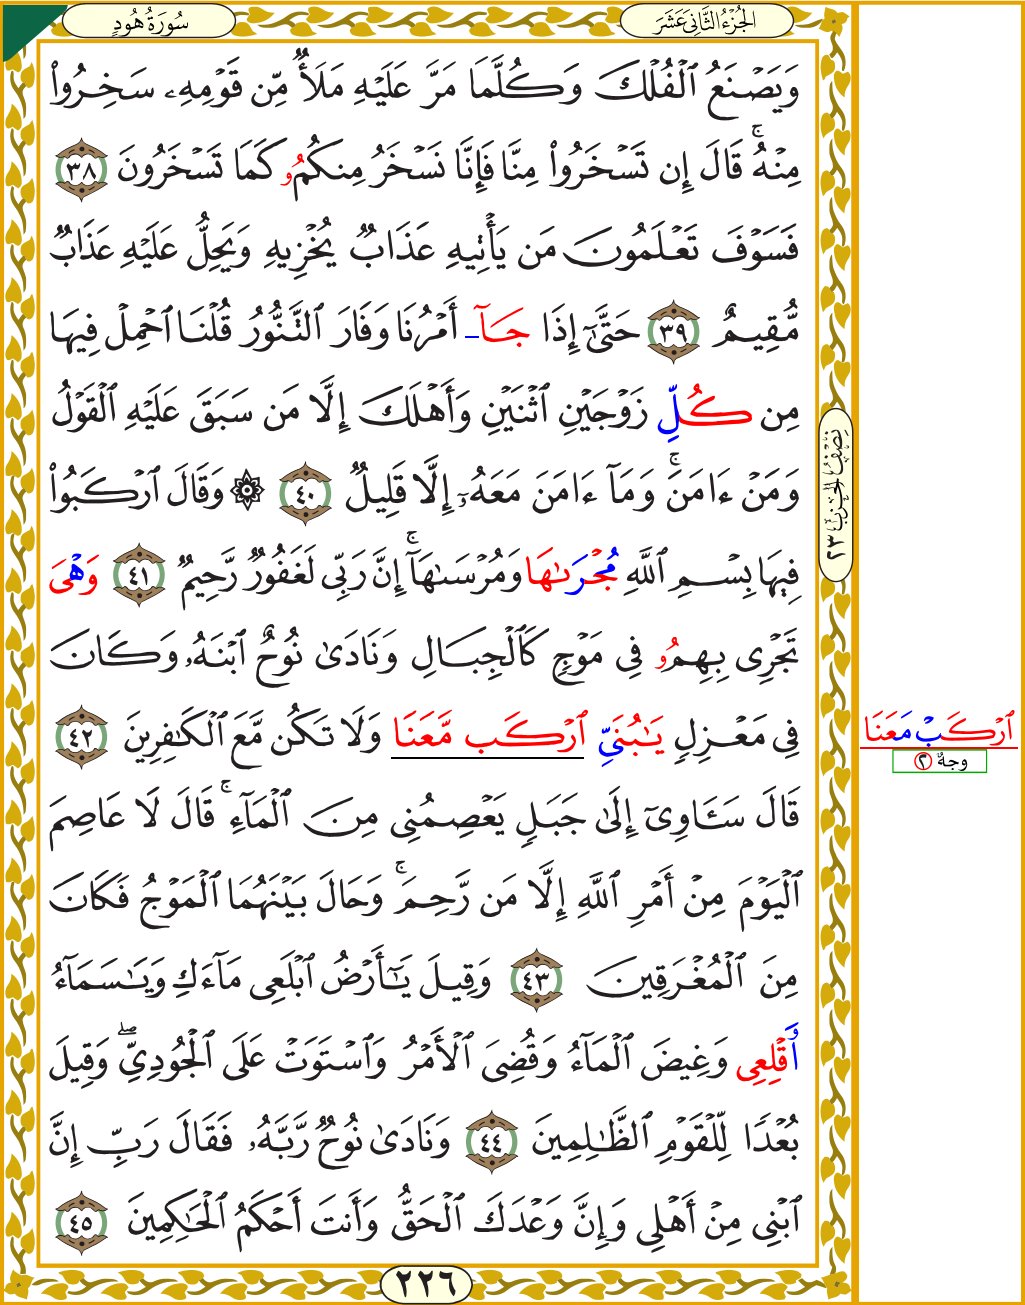 الجُزْءُ الثَّانِيَ عَشَرَ
سُورَةُ هُودٍ
وَيَصۡنَعُ ٱلۡفُلۡكَ وَكُلَّمَا مَرَّ عَلَيۡهِ مَلَأٞ مِّن قَوۡمِهِۦ سَخِرُواْ
مِنۡهُۚ قَالَ إِن تَسۡخَرُواْ مِنَّا فَإِنَّا نَسۡخَرُ مِنكُمُۥ كَمَا تَسۡخَرُونَ ٣٨
فَسَوۡفَ تَعۡلَمُونَ مَن يَأۡتِيهِ عَذَابٞ يُخۡزِيهِ وَيَحِلُّ عَلَيۡهِ عَذَابٞ
مُّقِيمٌ ٣٩ حَتَّىٰٓ إِذَا جَآ أَمۡرُنَا وَفَارَ ٱلتَّنُّورُ قُلۡنَا ٱحۡمِلۡ فِيهَا
مِن كُلِّ زَوۡجَيۡنِ ٱثۡنَيۡنِ وَأَهۡلَكَ إِلَّا مَن سَبَقَ عَلَيۡهِ ٱلۡقَوۡلُ
وَمَنۡ ءَامَنَۚ وَمَآ ءَامَنَ مَعَهُۥٓ إِلَّا قَلِيلٞ ٤٠ ۞ وَقَالَ ٱرۡكَبُواْ
فِيهَا بِسۡمِ ٱللَّهِ مُجۡرَىٰهَا وَمُرۡسَىٰهَآۚ إِنَّ رَبِّي لَغَفُورٞ رَّحِيمٞ ٤١ وَهۡيَ
تَجۡرِي بِهِمُۥ فِي مَوۡجٖ كَٱلۡجِبَالِ وَنَادَىٰ نُوحٌ ٱبۡنَهُۥ وَكَانَ
فِي مَعۡزِلٖ يَٰبُنَيِّ ٱرۡكَب مَّعَنَا وَلَا تَكُن مَّعَ ٱلۡكَٰفِرِينَ ٤٢
قَالَ سَـَٔاوِيٓ إِلَىٰ جَبَلٖ يَعۡصِمُنِي مِنَ ٱلۡمَآءِۚ قَالَ لَا عَاصِمَ
ٱلۡيَوۡمَ مِنۡ أَمۡرِ ٱللَّهِ إِلَّا مَن رَّحِمَۚ وَحَالَ بَيۡنَهُمَا ٱلۡمَوۡجُ فَكَانَ
مِنَ ٱلۡمُغۡرَقِينَ ٤٣ وَقِيلَ يَٰٓأَرۡضُ ٱبۡلَعِي مَآءَكِ وَيَٰسَمَآءُ
وَقۡلِعِي وَغِيضَ ٱلۡمَآءُ وَقُضِيَ ٱلۡأَمۡرُ وَٱسۡتَوَتۡ عَلَى ٱلۡجُودِيِّۖ وَقِيلَ
بُعۡدٗا لِّلۡقَوۡمِ ٱلظَّٰلِمِينَ ٤٤ وَنَادَىٰ نُوحٞ رَّبَّهُۥ فَقَالَ رَبِّ إِنَّ
ٱبۡنِي مِنۡ أَهۡلِي وَإِنَّ وَعۡدَكَ ٱلۡحَقُّ وَأَنتَ أَحۡكَمُ ٱلۡحَٰكِمِينَ ٤٥
٢٢٦
نِصْفُ الحِزْبِ ٢٣
ٱرۡكَبۡ مَعَنَا
وجهٌ ٢